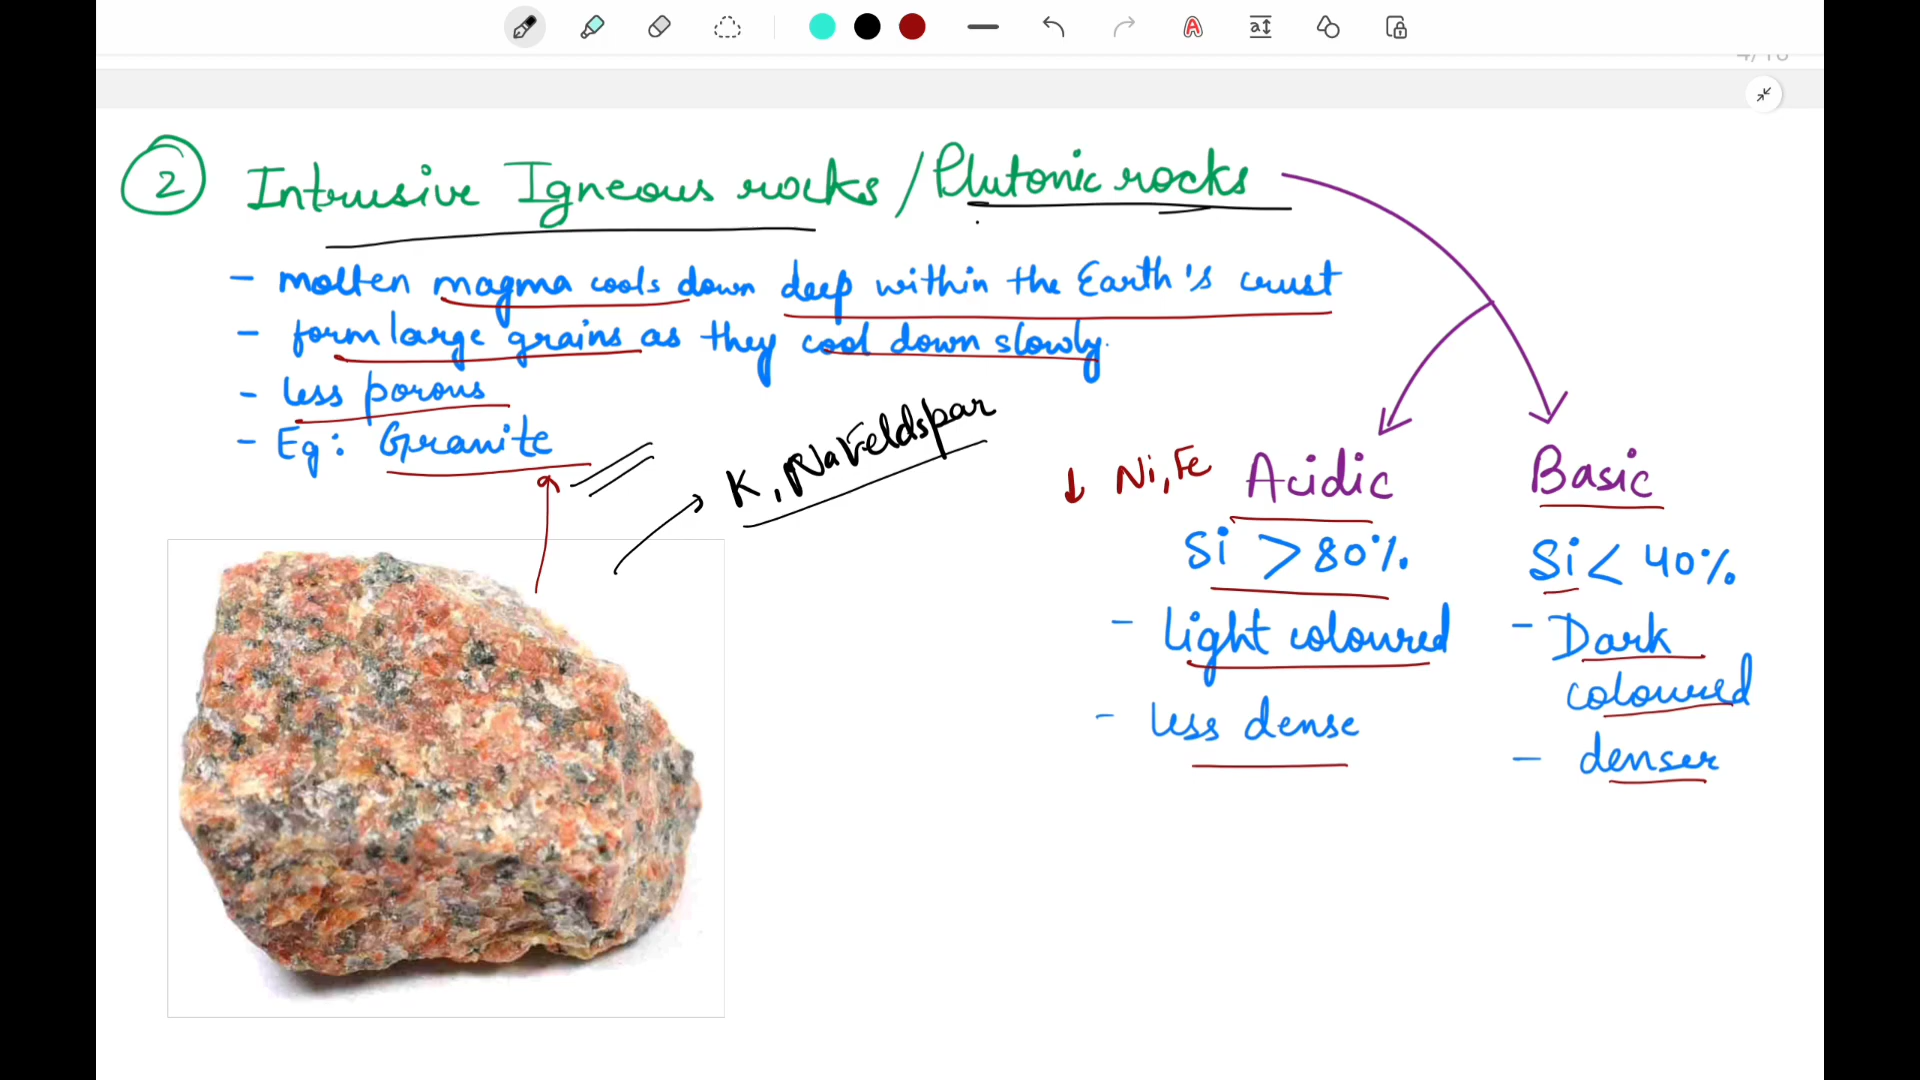 4/16
2 Intrusive Igneous rocks / Plutonic rocks
- molten magma cools down deep within the Earth's crust
- form large grains as they cool down slowly.
- less porous
- Eg: Granite
K, Na Feldspar
↓ Ni, Fe
Acidic
Si > 80%.
- Light coloured
- less dense
Basic
Si < 40%.
- Dark
coloured
- denser